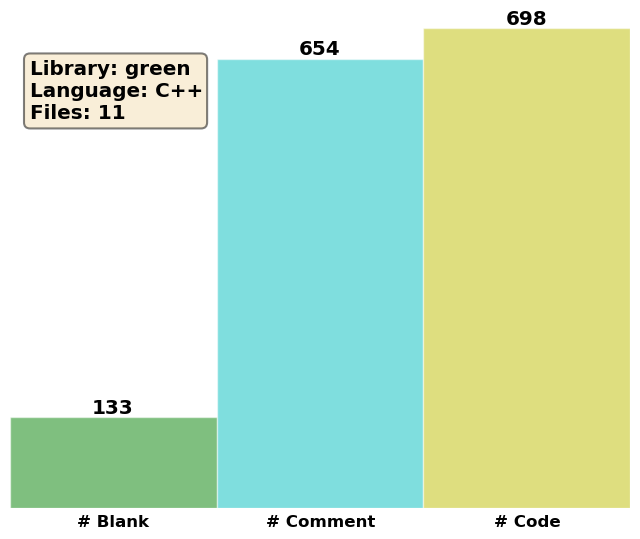 698
654
Library: green
Language: C++
Files: 11
133
# Blank
# Comment
# Code